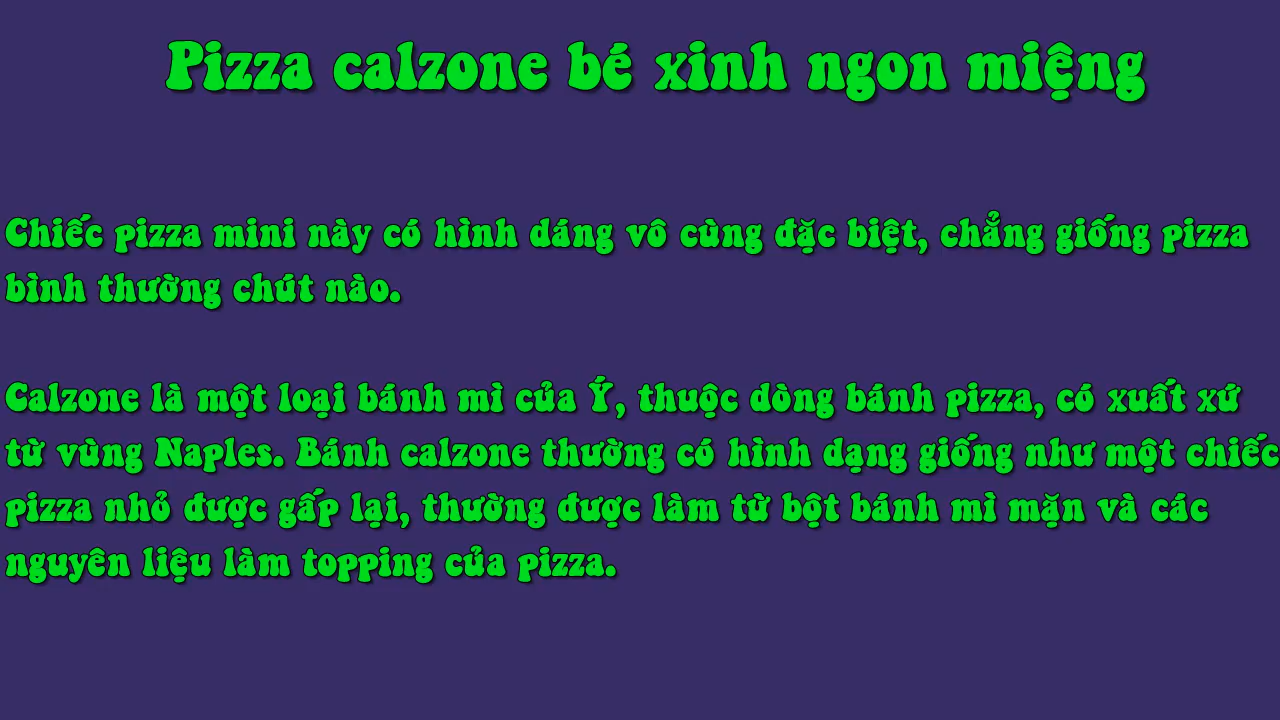 Pizza calzone bé xinh ngon miệng
Chiếc pizza mini này có hình dáng vô cùng đặc biệt, chẳng giống pizza
bình thường chút nào.
Calzone là một loại bánh mì của Ý, thuộc dòng bánh pizza, có xuất xứ
từ vùng Naples. Bánh calzone thường có hình dạng giống như một chiếc
pizza nhỏ được gấp lại, thường được làm từ bột bánh mì mặn và các
nguyên liệu làm topping của pizza.